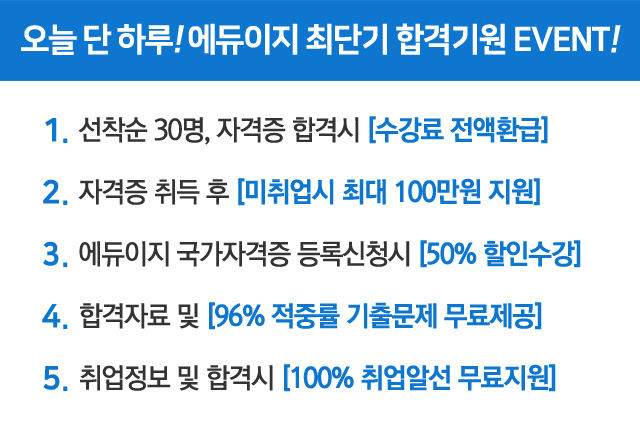 오늘 단 하루! 에듀이지 최단기 합격기원 EVENT!
1. 선착순 30명, 자격증 합격시 [수강료 전액환급]
2. 자격증 취득 후 [미취업시 최대 100만원 지원]
3. 에듀이지 국가자격증 등록신청시 [50% 할인수강]
4. 합격자료 및 [96% 적중률 기출문제 무료제공]
5. 취업정보 및 합격시 [100% 취업알선 무료지원]